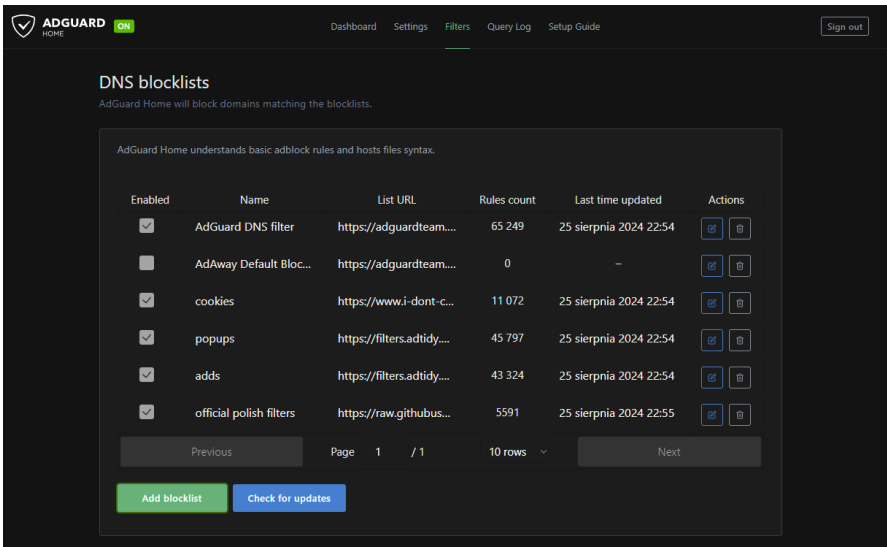 ADGUARD ON
HOME
Dashboard Settings Filters Query Log Setup Guide Sign out
DNS blocklists
AdGuard Home will block domains matching the blocklists.
AdGuard Home understands basic adblock rules and hosts files syntax.
Enabled Name List URL Rules count Last time updated Actions
AdGuard DNS filter https://adguardteam.... 65 249 25 sierpnia 2024 22:54
AdAway Default Bloc... https://adguardteam.... 0 –
cookies https://www.i-dont-c... 11 072 25 sierpnia 2024 22:54
popups https://filters.adtidy.... 45 797 25 sierpnia 2024 22:54
adds https://filters.adtidy.... 43 324 25 sierpnia 2024 22:54
official polish filters https://raw.githubus... 5591 25 sierpnia 2024 22:55
Previous Page 1 / 1 10 rows Next
Add blocklist Check for updates